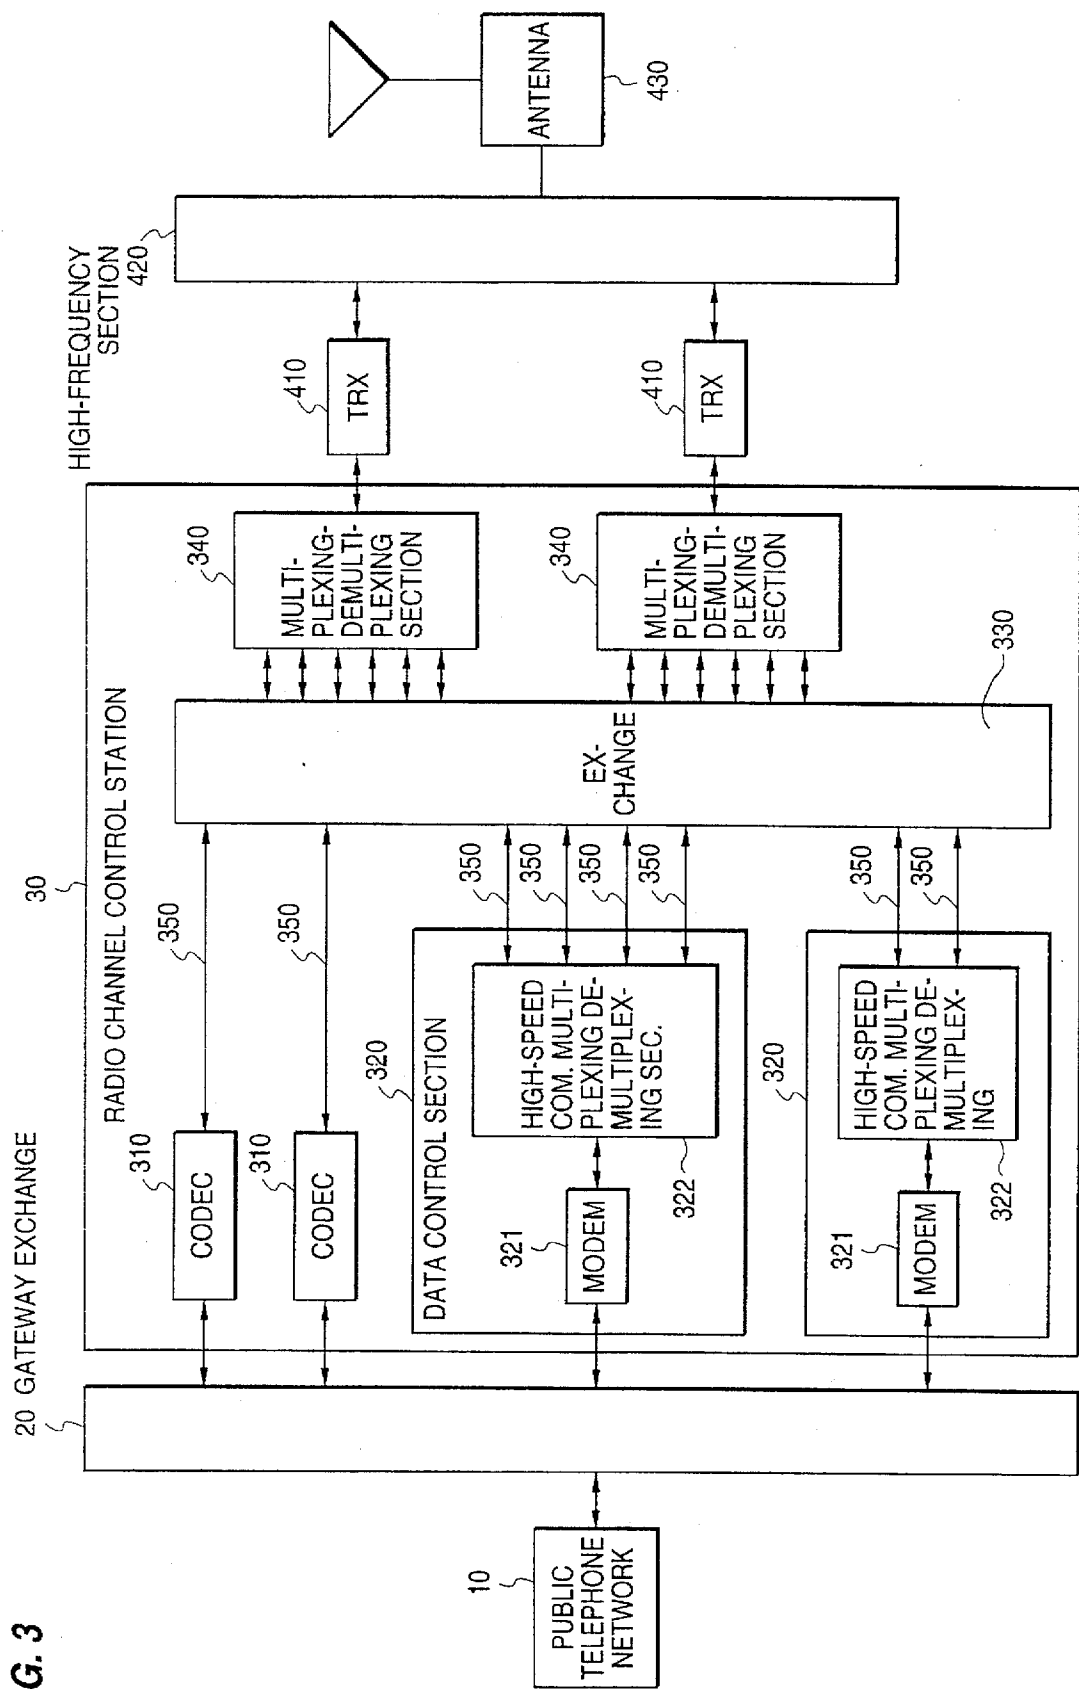 G. 3
10
PUBLIC
TELEPHONE
NETWORK
20 GATEWAY EXCHANGE
30
RADIO CHANNEL CONTROL STATION
310
CODEC
350
310
CODEC
350
320
DATA CONTROL SECTION
321
MODEM
322
HIGH-SPEED
COM. MULTI-
PLEXING DE-
MULTIPLEX-
ING SEC.
350
350
350
350
320
321
MODEM
322
HIGH-SPEED
COM. MULTI-
PLEXING DE-
MULTIPLEX-
ING
350
350
EX-
CHANGE
330
340
MULTI-
PLEXING-
DEMULTI-
PLEXING
SECTION
340
MULTI-
PLEXING-
DEMULTI-
PLEXING
SECTION
410
TRX
410
TRX
HIGH-FREQUENCY
SECTION
420
ANTENNA
430